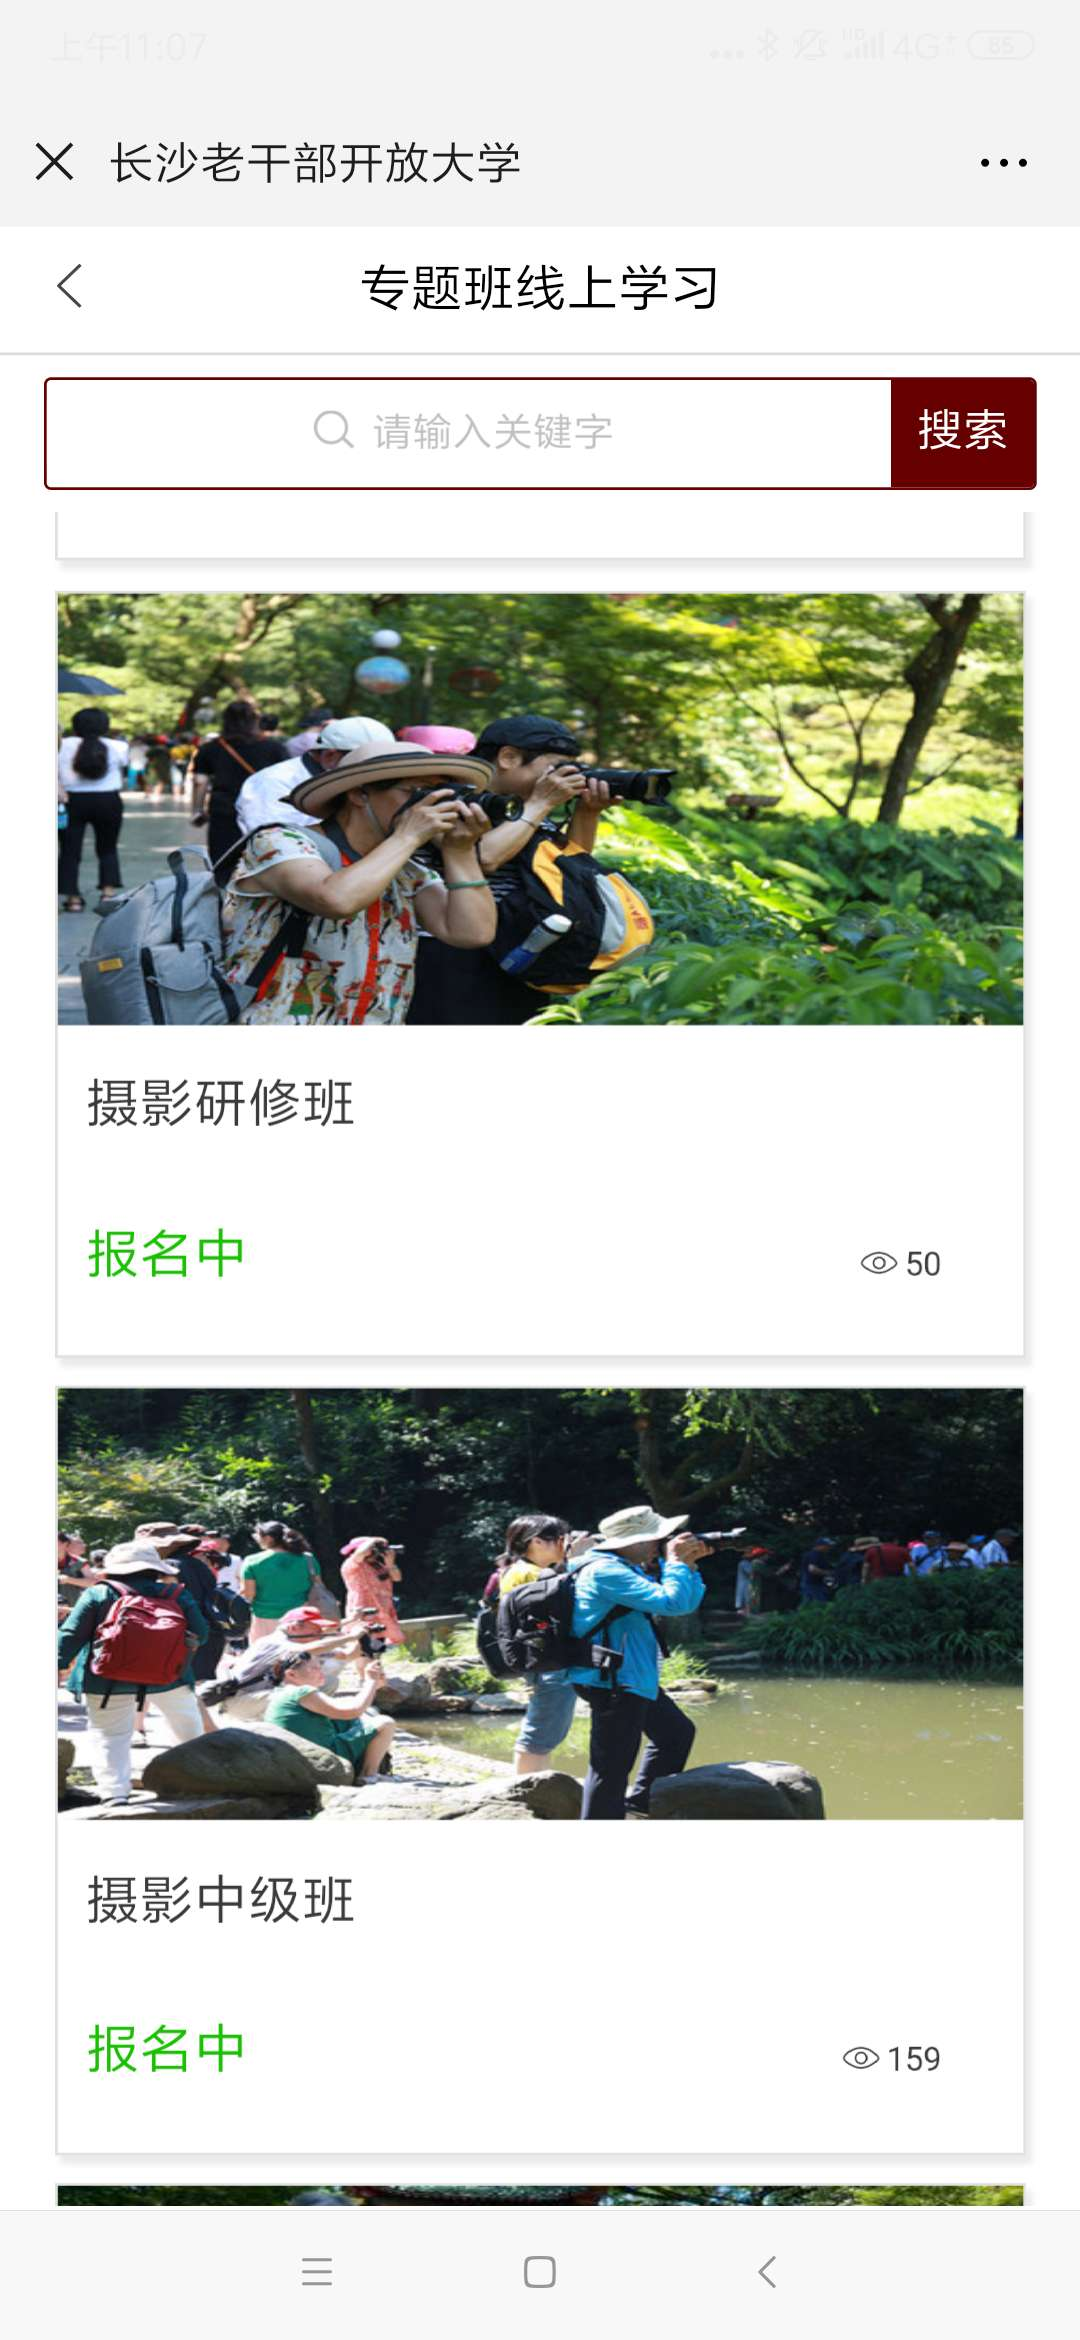 上午11:07
4G+ 85
长沙老干部开放大学
专题班线上学习
请输入关键字
搜索
摄影研修班
报名中
50
摄影中级班
报名中
159